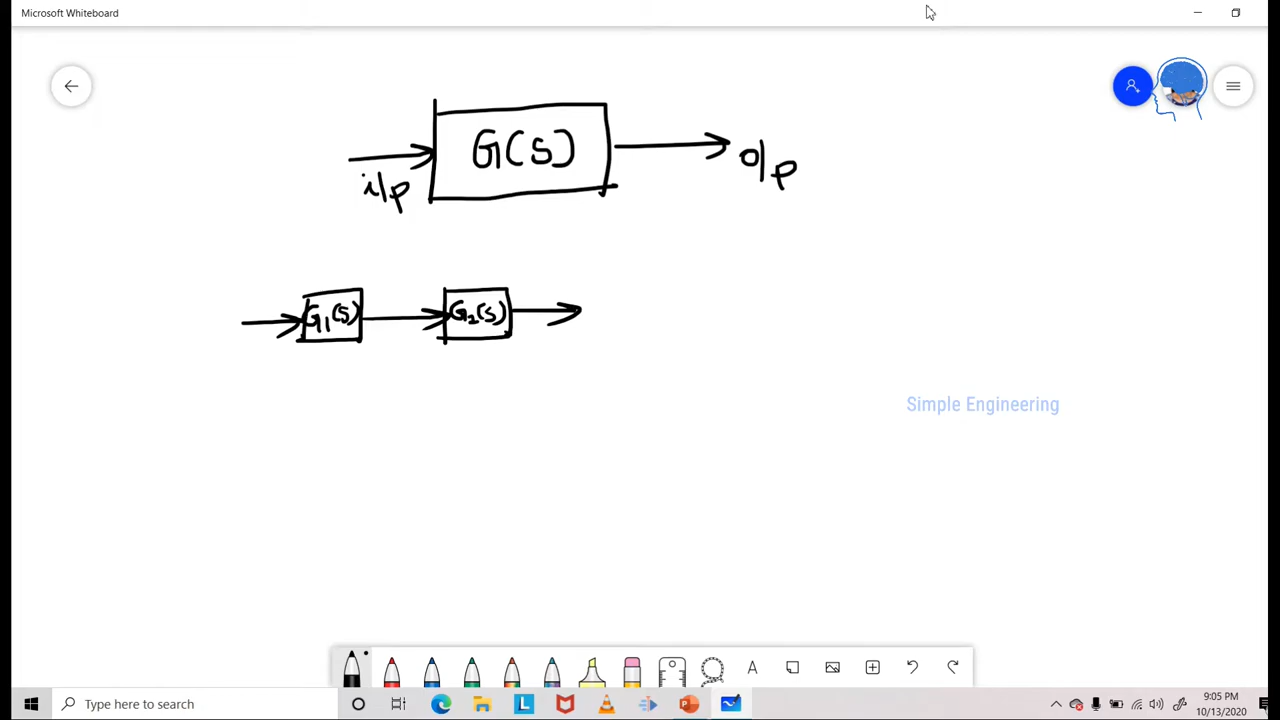 Microsoft Whiteboard
G(S)
i/p
o/p
G₁(S) G₂(S)
Simple Engineering
A
Type here to search
L
9:05 PM
10/13/2020